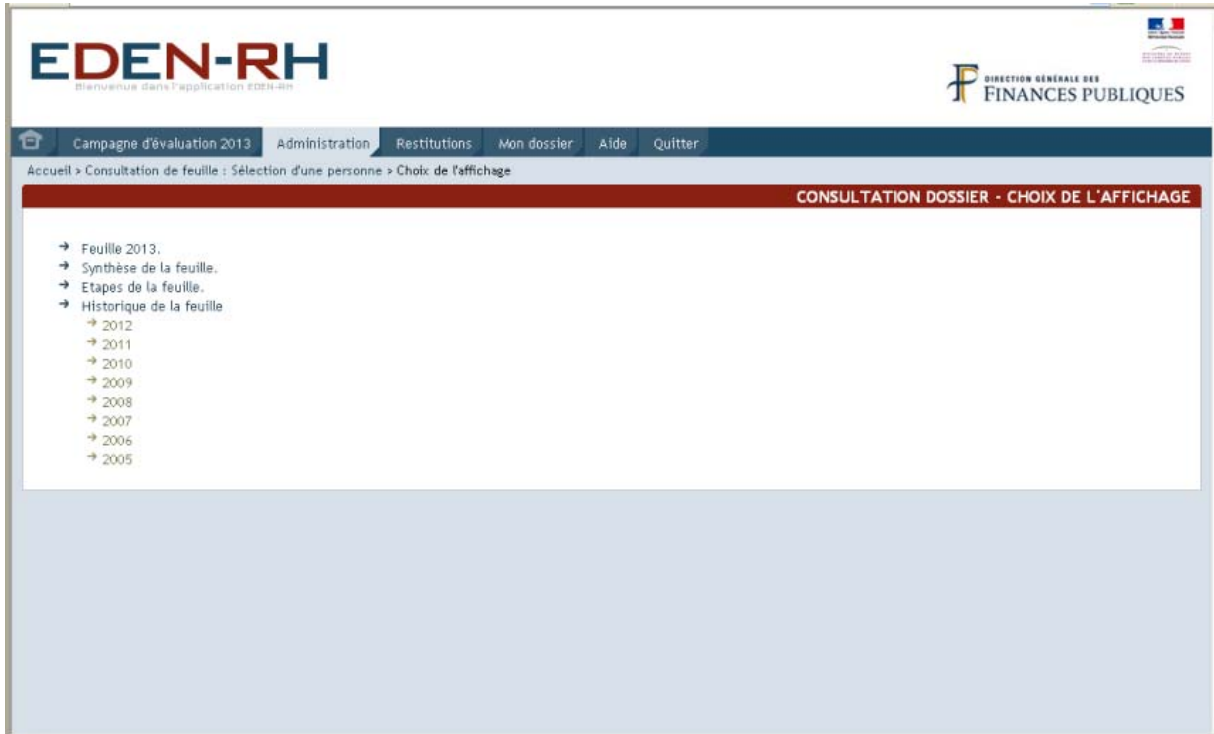 EDEN-RH
Bienvenue dans l'application EDEN-RH
DIRECTION GÉNÉRALE DES
FINANCES PUBLIQUES
Campagne d'évaluation 2013 Administration Restitutions Mon dossier Aide Quitter
Accueil > Consultation de feuille : Sélection d'une personne > Choix de l'affichage
CONSULTATION DOSSIER - CHOIX DE L'AFFICHAGE
Feuille 2013.
Synthèse de la feuille.
Etapes de la feuille.
Historique de la feuille
2012
2011
2010
2009
2008
2007
2006
2005